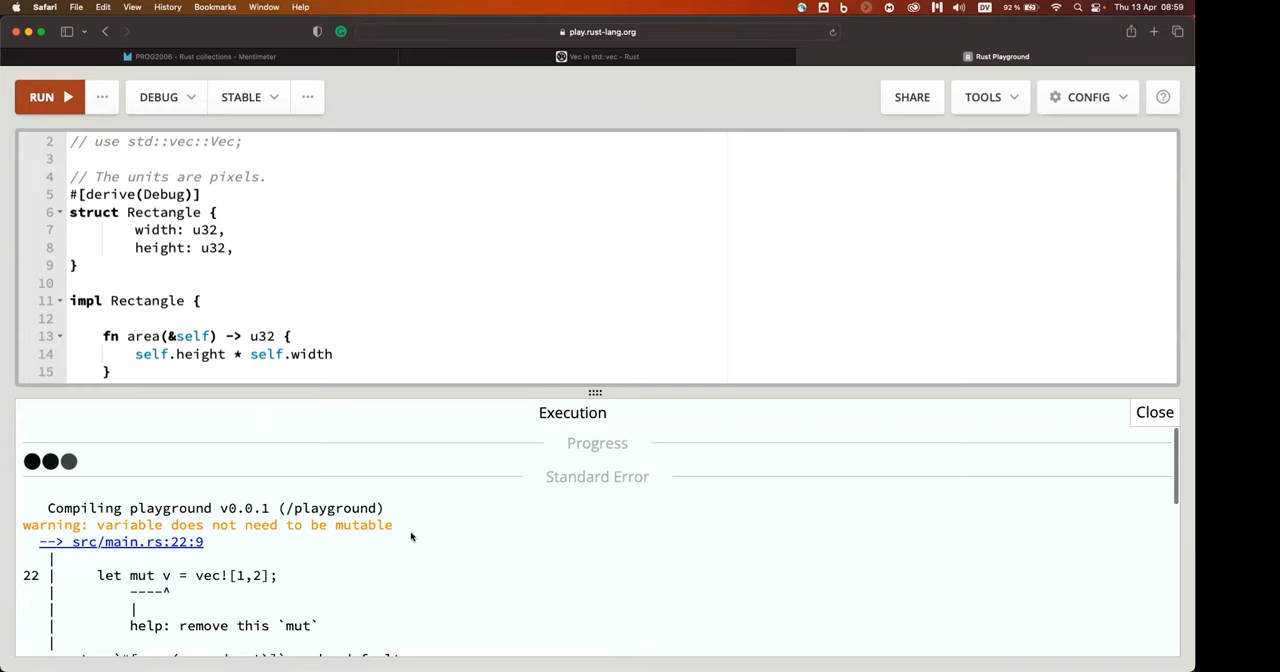 Safari File Edit View History Bookmarks Window Help 92 % Thu 13 Apr 08:59
play.rust-lang.org
PROG2006 - Rust collections - Mentimeter Vec in std::vec - Rust Rust Playground
RUN DEBUG STABLE SHARE TOOLS CONFIG
2 // use std::vec::Vec;
3
4 // The units are pixels.
5 #[derive(Debug)]
6 struct Rectangle {
7 width: u32,
8 height: u32,
9 }
10
11 impl Rectangle {
12
13 fn area(&self) -> u32 {
14 self.height * self.width
15 }
Execution Close
Progress
Standard Error
Compiling playground v0.0.1 (/playground)
warning: variable does not need to be mutable
--> src/main.rs:22:9
|
22 | let mut v = vec![1,2];
| ----^
| |
| help: remove this `mut`
|